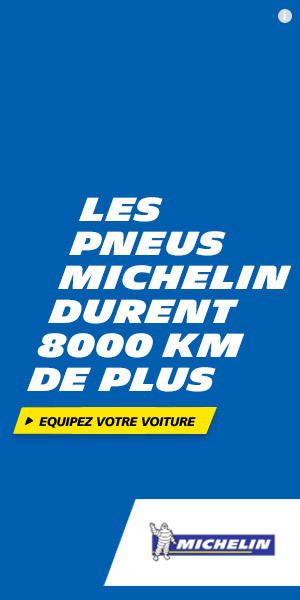 LES
PNEUS
MICHELIN
DURENT
8000 KM
DE PLUS
EQUIPEZ VOTRE VOITURE
MICHELIN